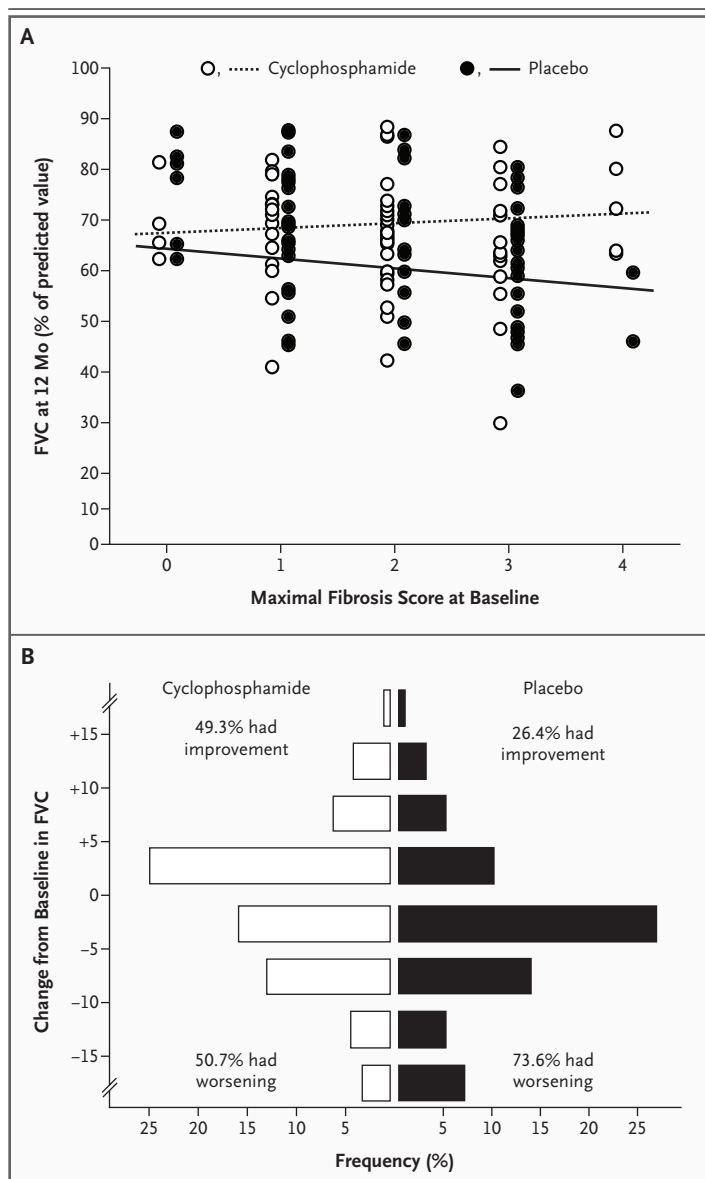 A
100
90
80
70
60
50
40
30
20
10
0
FVC at 12 Mo (% of predicted value)
, Cyclophosphamide
, Placebo
0 1 2 3 4
Maximal Fibrosis Score at Baseline
B
Cyclophosphamide
49.3% had
improvement
Placebo
26.4% had
improvement
+15
+10
+5
0
−5
−10
−15
Change from Baseline in FVC
50.7% had
worsening
73.6% had
worsening
25 20 15 10 5 5 10 15 20 25
Frequency (%)